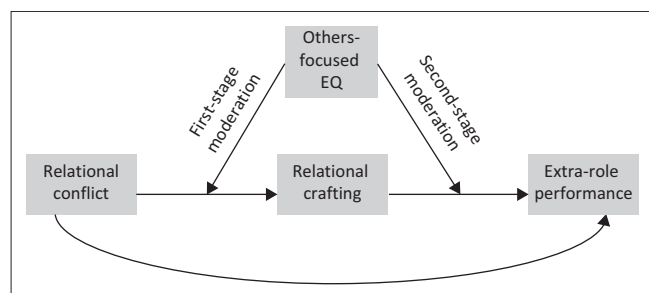 Others-
focused
EQ
First-stage
moderation
Second-stage
moderation
Relational
conflict
Relational
crafting
Extra-role
performance